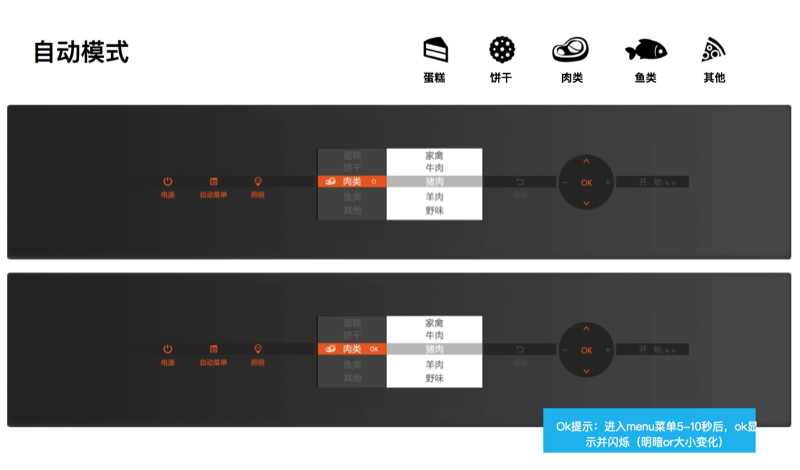 自动模式
蛋糕 饼干 肉类 鱼类 其他
蛋糕 家禽
饼干 牛肉
肉类 猪肉
鱼类 羊肉
其他 野味
电源 自动菜单 照明
− OK +
开 始
蛋糕 家禽
饼干 牛肉
肉类 OK 猪肉
鱼类 羊肉
其他 野味
电源 自动菜单 照明
− OK +
开 始
Ok提示：进入menu菜单5-10秒后，ok显
示并闪烁（明暗or大小变化）